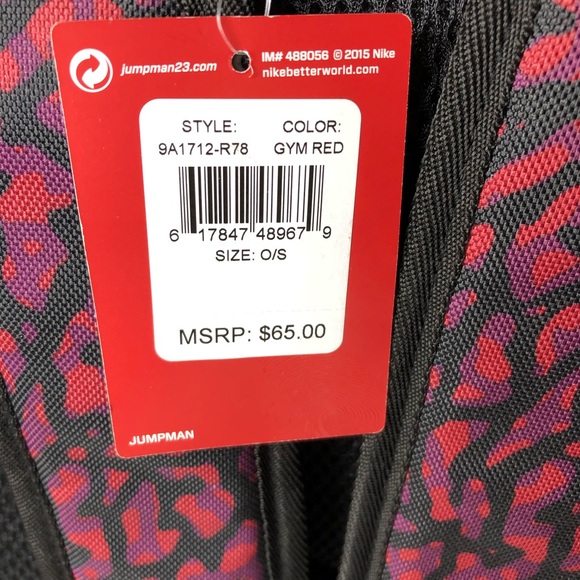 jumpman23.com
IM# 488056 © 2015 Nike
nikebetterworld.com
STYLE: COLOR:
9A1712-R78 GYM RED
6 17847 48967 9
SIZE: O/S
MSRP: $65.00
JUMPMAN